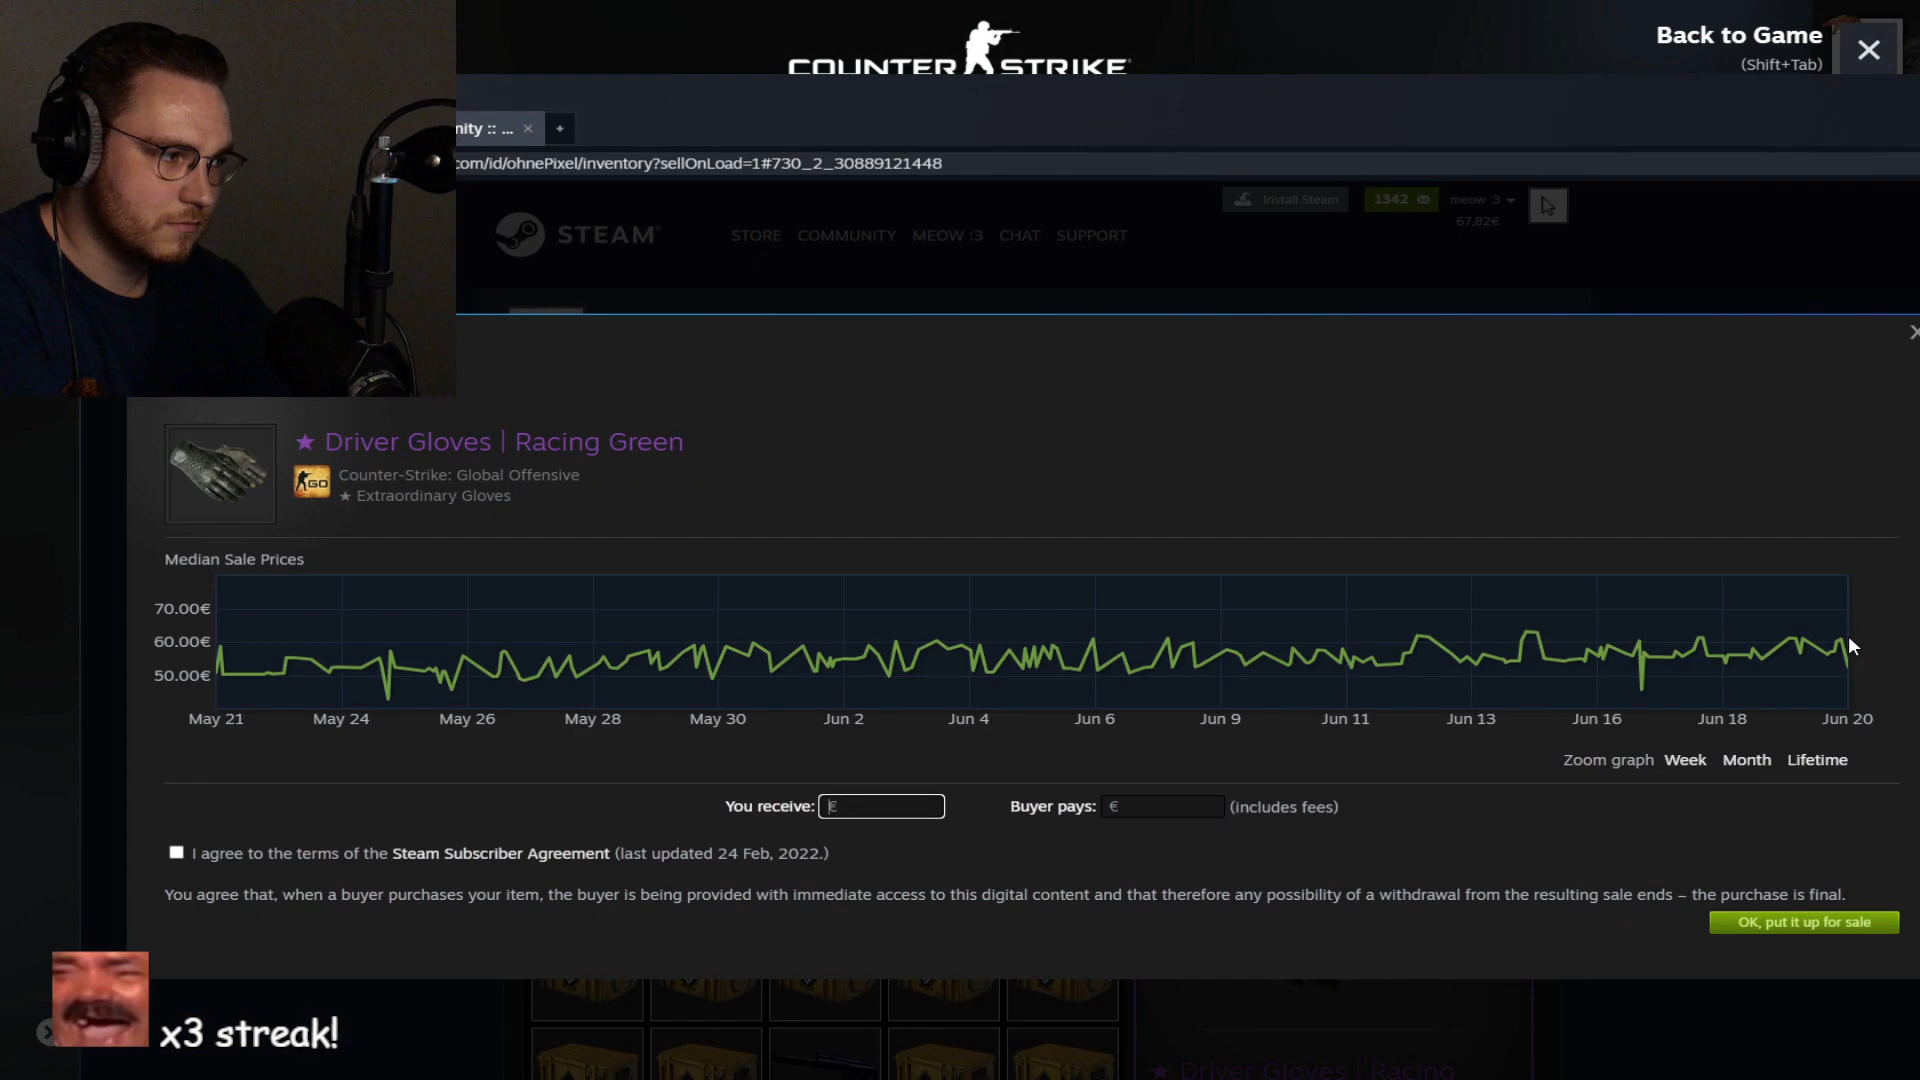 Back to Game
(Shift+Tab)
COUNTER STRIKE
nity :: ...
com/id/ohnePixel/inventory?sellOnLoad=1#730_2_30889121448
Install Steam
1342
meow :3
67,82€
STEAM
STORE COMMUNITY MEOW :3 CHAT SUPPORT
★ Driver Gloves | Racing Green
GO
Counter-Strike: Global Offensive
★ Extraordinary Gloves
Median Sale Prices
70.00€
60.00€
50.00€
May 21 May 24 May 26 May 28 May 30 Jun 2 Jun 4 Jun 6 Jun 9 Jun 11 Jun 13 Jun 16 Jun 18 Jun 20
Zoom graph Week Month Lifetime
You receive: € Buyer pays: € (includes fees)
I agree to the terms of the Steam Subscriber Agreement (last updated 24 Feb, 2022.)
You agree that, when a buyer purchases your item, the buyer is being provided with immediate access to this digital content and that therefore any possibility of a withdrawal from the resulting sale ends – the purchase is final.
OK, put it up for sale
x3 streak!
★ Driver Gloves | Racing